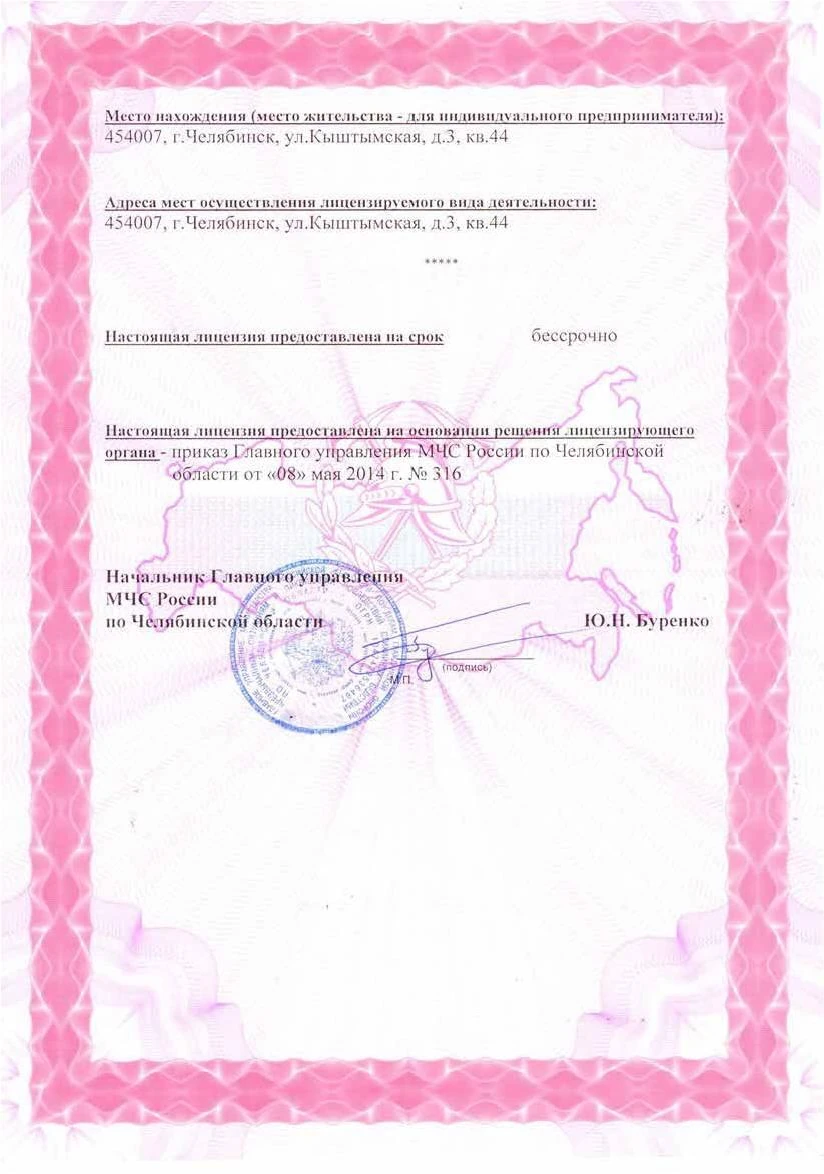 Место нахождения (место жительства - для индивидуального предпринимателя):
454007, г.Челябинск, ул.Кыштымская, д.3, кв.44
Адреса мест осуществления лицензируемого вида деятельности:
454007, г.Челябинск, ул.Кыштымская, д.3, кв.44
*****
Настоящая лицензия предоставлена на срок бессрочно
Настоящая лицензия предоставлена на основании решения лицензирующего
органа - приказ Главного управления МЧС России по Челябинской
области от «08» мая 2014 г. № 316
Начальник Главного управления
МЧС России
по Челябинской области Ю.Н. Буренко
(подпись)
М.П.